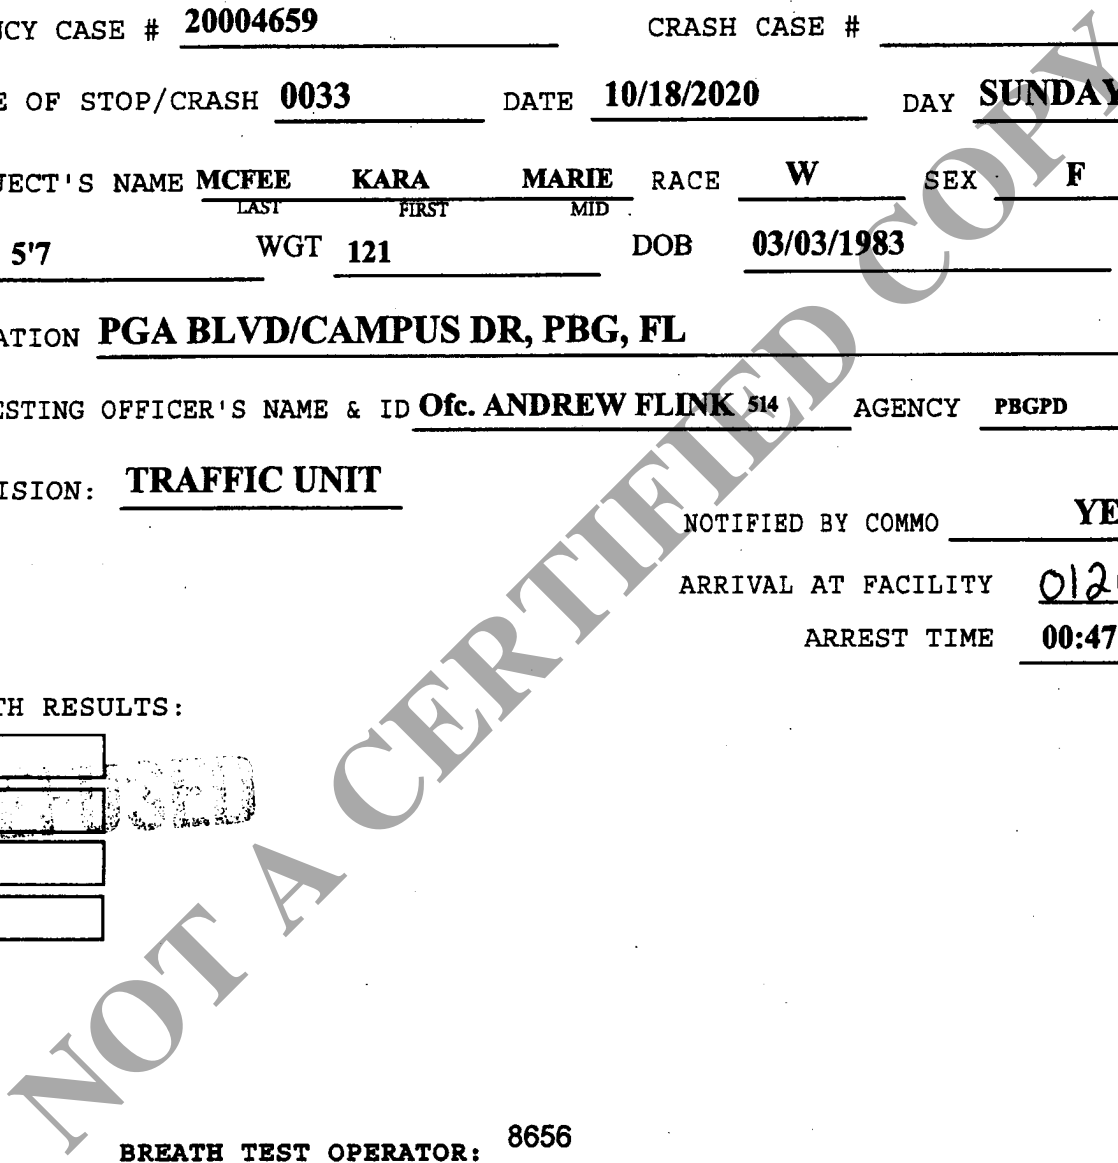 NCY CASE # 20004659 CRASH CASE #
E OF STOP/CRASH 0033 DATE 10/18/2020 DAY SUNDAY
JECT'S NAME MCFEE KARA MARIE RACE W SEX F
LAST FIRST MID
5'7 WGT 121 DOB 03/03/1983
ATION PGA BLVD/CAMPUS DR, PBG, FL
ESTING OFFICER'S NAME & ID Ofc. ANDREW FLINK 514 AGENCY PBGPD
ISION: TRAFFIC UNIT
NOTIFIED BY COMMO YE
ARRIVAL AT FACILITY 012
ARREST TIME 00:47
TH RESULTS:
NOT A CERTIFIED COPY
BREATH TEST OPERATOR: 8656